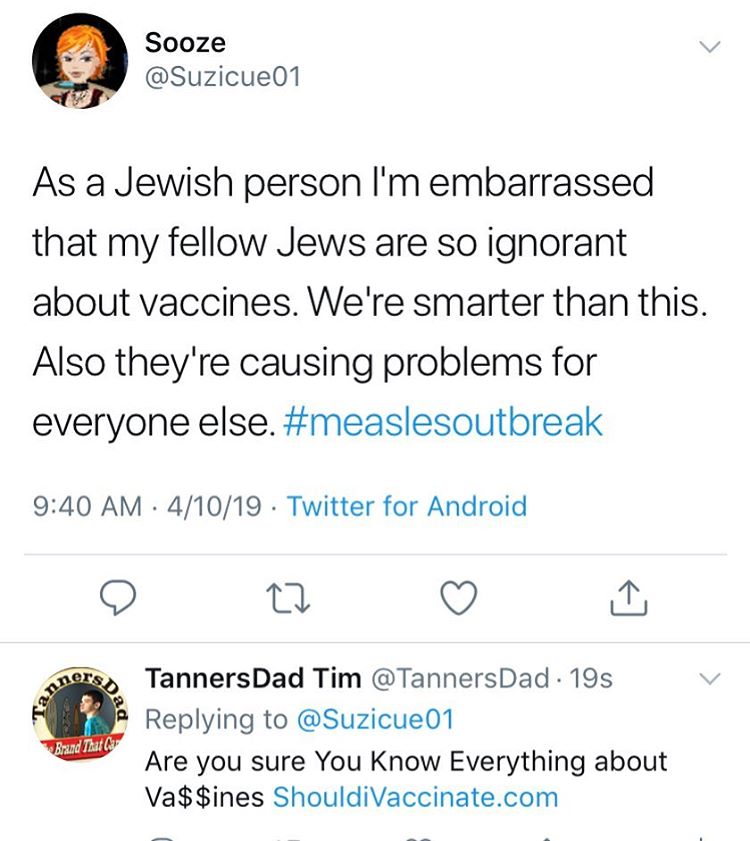 Sooze
@Suzicue01
As a Jewish person I'm embarrassed
that my fellow Jews are so ignorant
about vaccines. We're smarter than this.
Also they're causing problems for
everyone else. #measlesoutbreak
9:40 AM · 4/10/19 · Twitter for Android
TannersDad Tim @TannersDad · 19s
Replying to @Suzicue01
Are you sure You Know Everything about
Va$$ines ShouldiVaccinate.com
TannersDad
Brand That